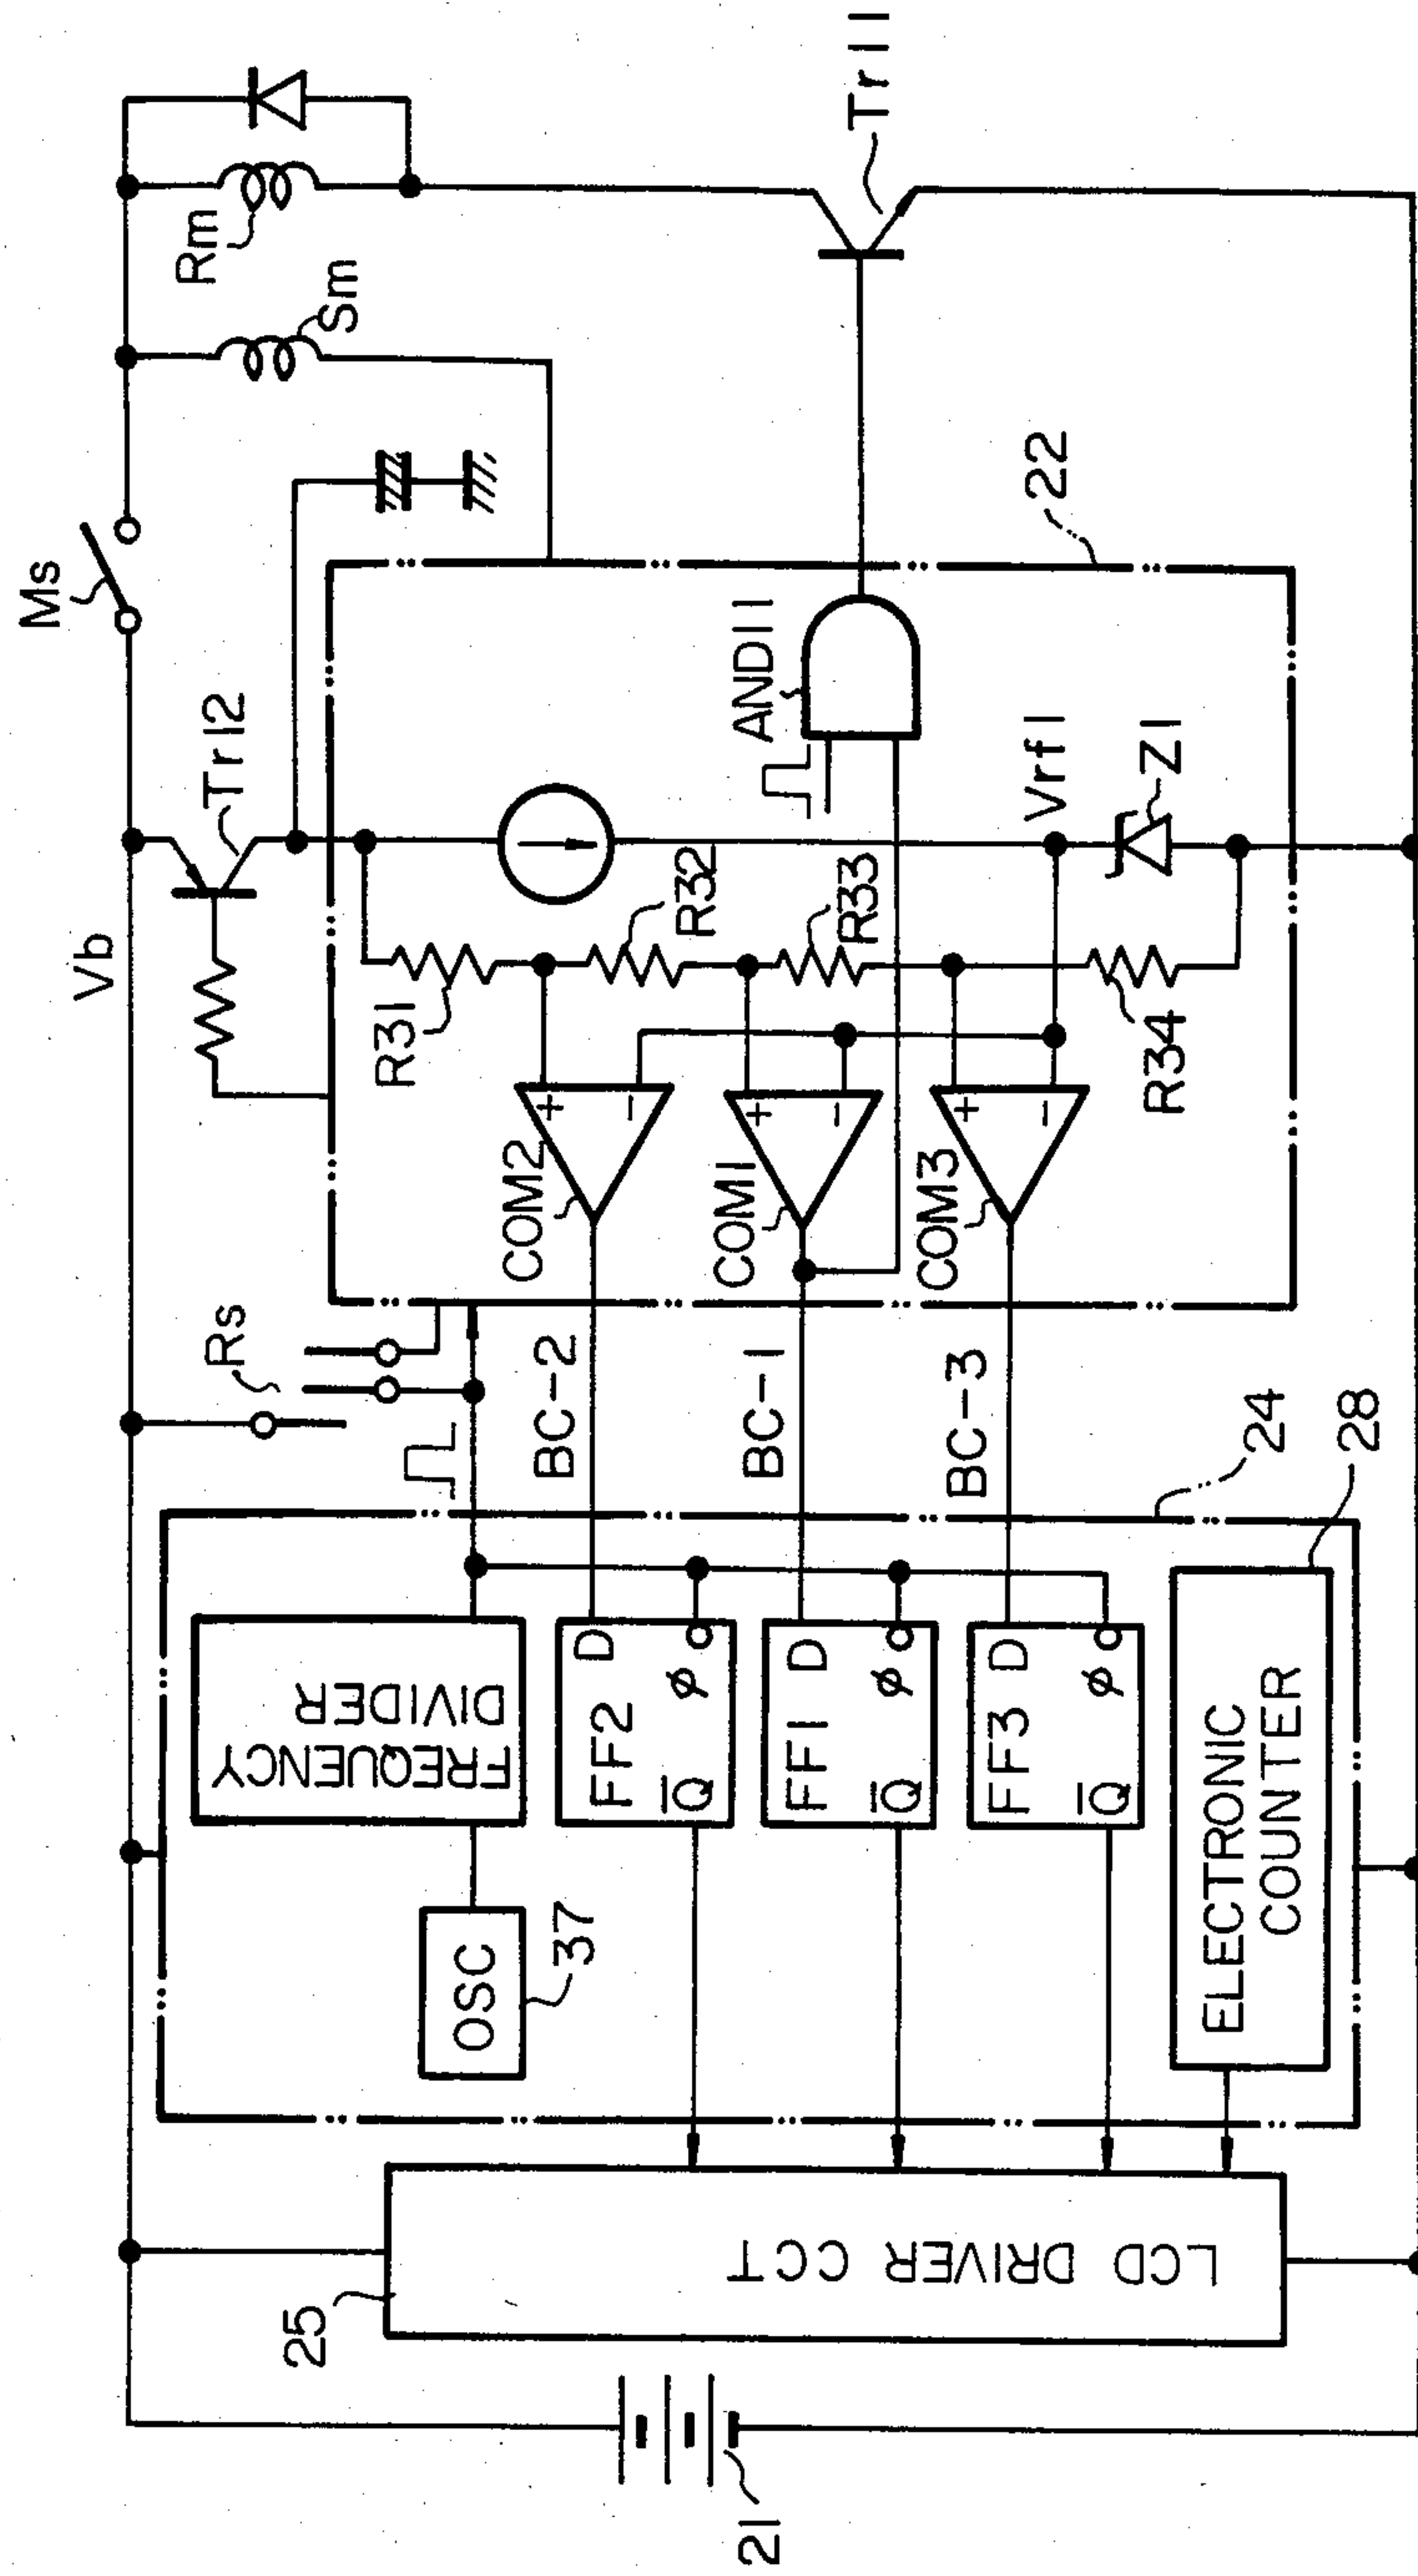 Tr11
Rm
Sm
22
Ms
AND11
Tr12
Vrf1
Z1
Vb
R32
R33
R31
R34
+
−
+
−
+
−
COM2
COM1
COM3
Rs
BC-2
BC-1
BC-3
24
28
FREQUENCY
DIVIDER
FF2
D
φ
Q̅
FF1
D
φ
Q̅
FF3
D
φ
Q̅
ELECTRONIC
COUNTER
OSC
37
LCD DRIVER CCT
25
21